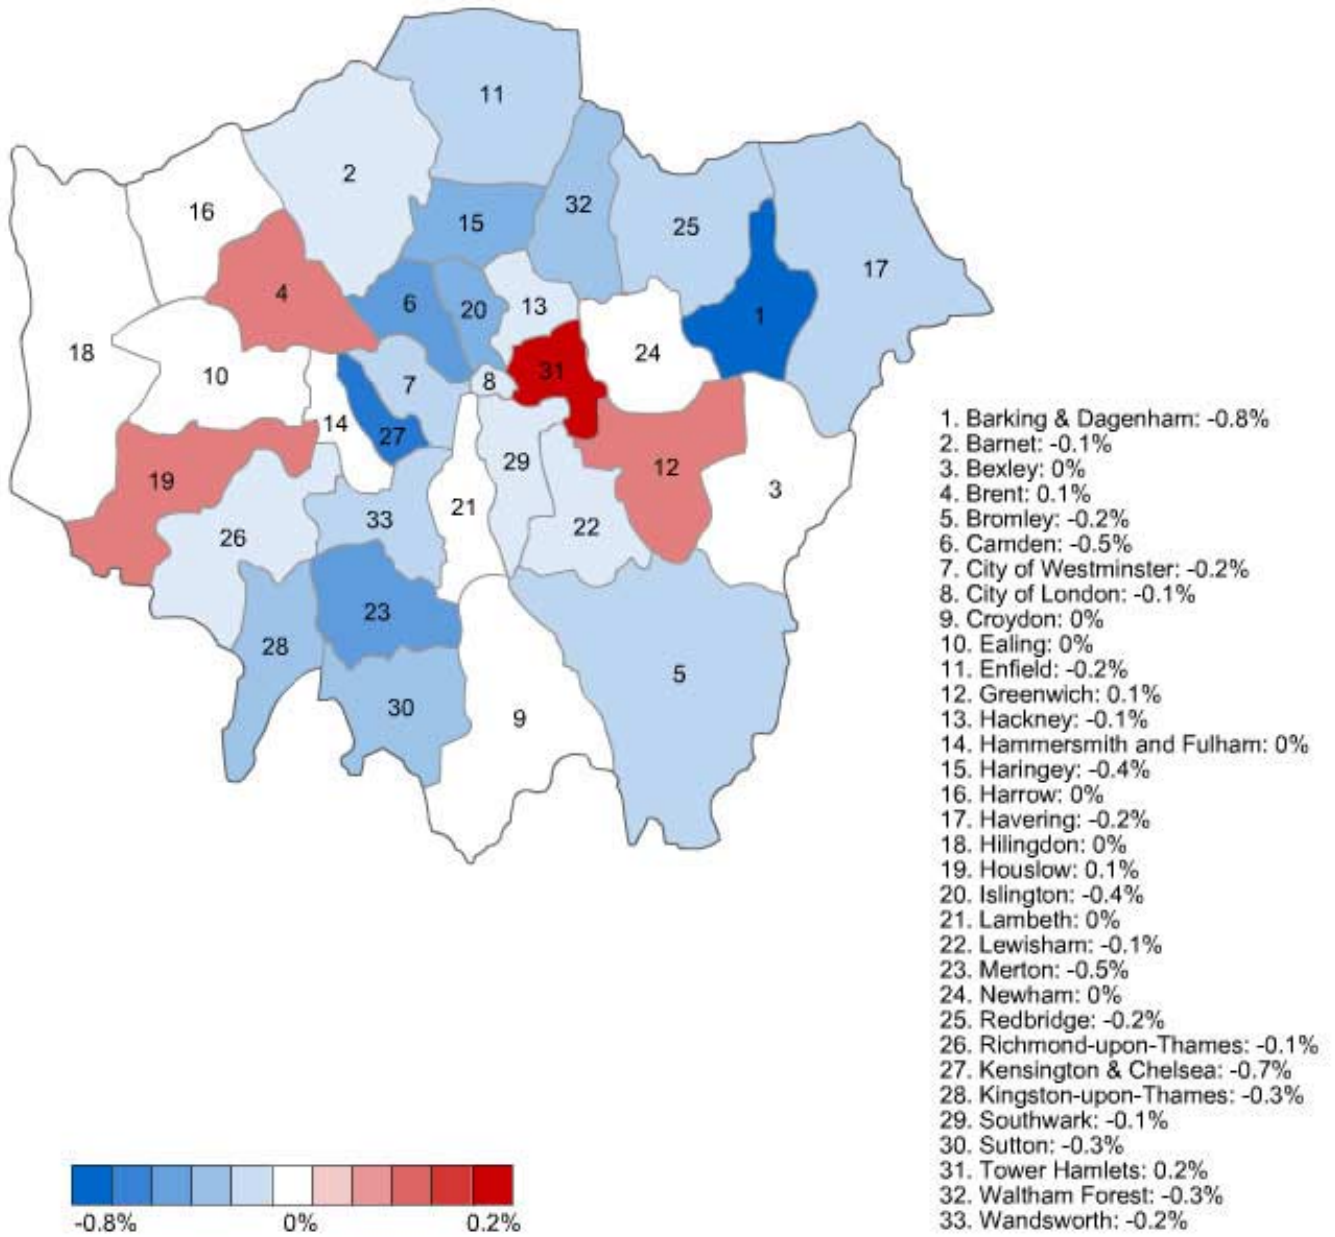 11
2
32
16
15
25
17
4
6
20
13
1
18
24
31
10
7
8
14
27
29
12
19
3
21
33
26
22
23
28
5
30
9
1. Barking & Dagenham: -0.8%
2. Barnet: -0.1%
3. Bexley: 0%
4. Brent: 0.1%
5. Bromley: -0.2%
6. Camden: -0.5%
7. City of Westminster: -0.2%
8. City of London: -0.1%
9. Croydon: 0%
10. Ealing: 0%
11. Enfield: -0.2%
12. Greenwich: 0.1%
13. Hackney: -0.1%
14. Hammersmith and Fulham: 0%
15. Haringey: -0.4%
16. Harrow: 0%
17. Havering: -0.2%
18. Hilingdon: 0%
19. Houslow: 0.1%
20. Islington: -0.4%
21. Lambeth: 0%
22. Lewisham: -0.1%
23. Merton: -0.5%
24. Newham: 0%
25. Redbridge: -0.2%
26. Richmond-upon-Thames: -0.1%
27. Kensington & Chelsea: -0.7%
28. Kingston-upon-Thames: -0.3%
29. Southwark: -0.1%
30. Sutton: -0.3%
31. Tower Hamlets: 0.2%
32. Waltham Forest: -0.3%
33. Wandsworth: -0.2%
-0.8% 0% 0.2%